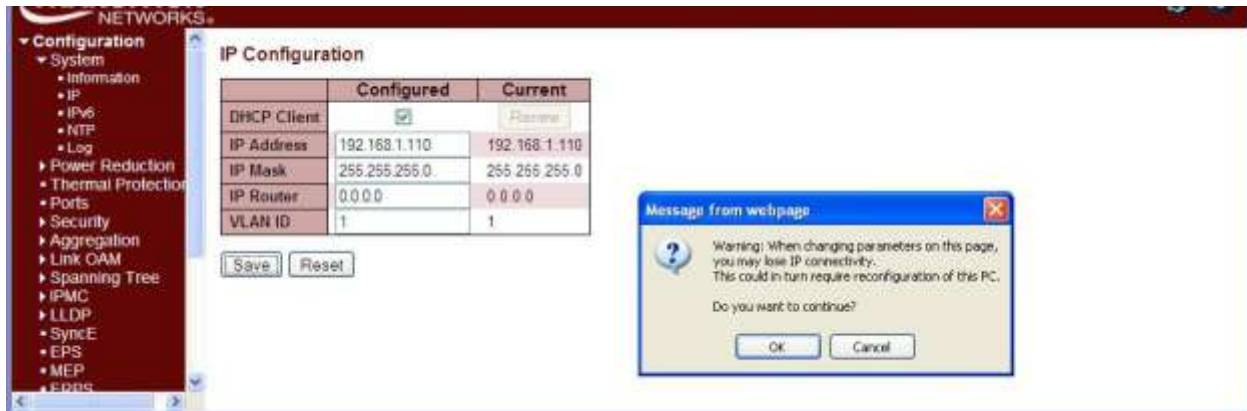 NETWORKS
Configuration
System
Information
IP
IPv6
NTP
Log
Power Reduction
Thermal Protection
Ports
Security
Aggregation
Link OAM
Spanning Tree
IPMC
LLDP
SyncE
EPS
MEP
ERPS
IP Configuration
Configured Current
DHCP Client Renew
IP Address 192.168.1.110 192.168.1.110
IP Mask 255.255.255.0 255.255.255.0
IP Router 0.0.0.0 0.0.0.0
VLAN ID 1 1
Save Reset
Message from webpage
Warning: When changing parameters on this page,
you may lose IP connectivity.
This could in turn require reconfiguration of this PC.
Do you want to continue?
OK Cancel